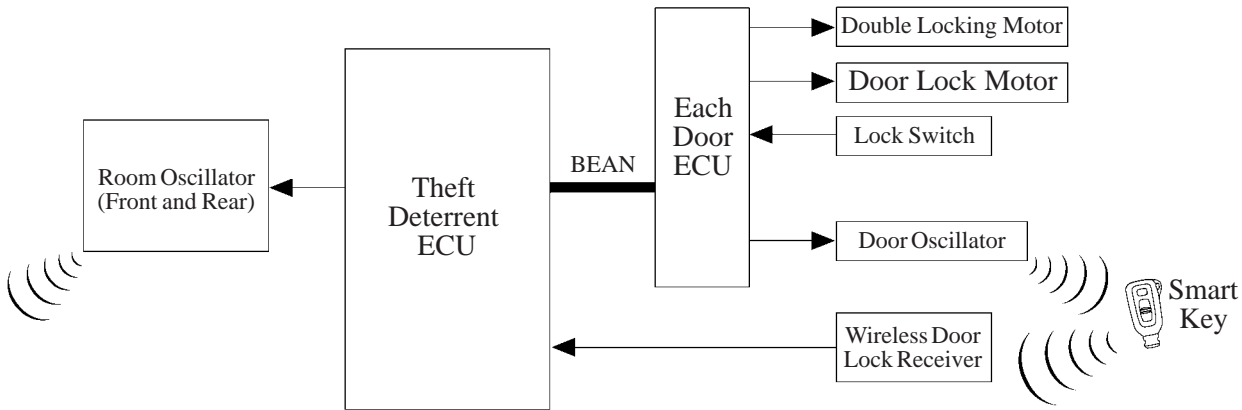 Double Locking Motor
Door Lock Motor
Each
Door
ECU
Lock Switch
BEAN
Room Oscillator
(Front and Rear)
Theft
Deterrent
ECU
Door Oscillator
Smart
Key
Wireless Door
Lock Receiver